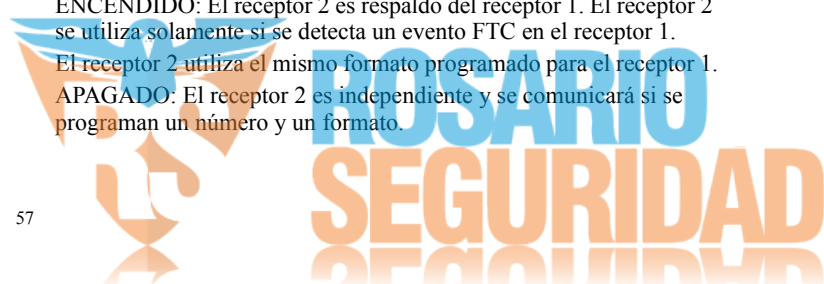 ENCENDIDO: El receptor 2 es respaldo del receptor 1. El receptor 2
se utiliza solamente si se detecta un evento FTC en el receptor 1.
El receptor 2 utiliza el mismo formato programado para el receptor 1.
APAGADO: El receptor 2 es independiente y se comunicará si se
programan un número y un formato.
ROSARIO
SEGURIDAD
57